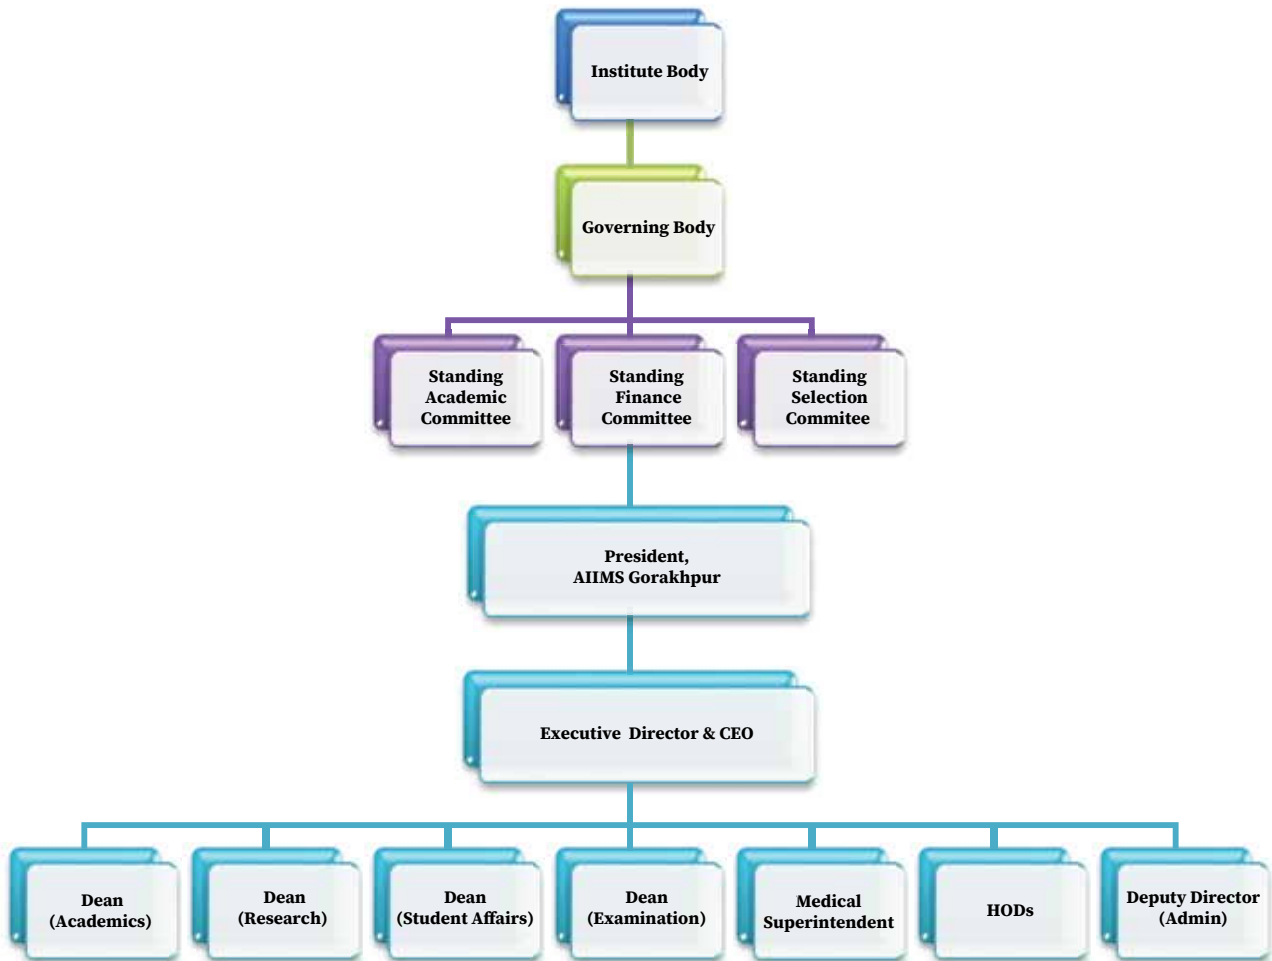 Institute Body
Governing Body
Standing
Academic
Committee
Standing
Finance
Committee
Standing
Selection
Commitee
President,
AIIMS Gorakhpur
Executive Director & CEO
Dean
(Academics)
Dean
(Research)
Dean
(Student Affairs)
Dean
(Examination)
Medical
Superintendent
HODs
Deputy Director
(Admin)